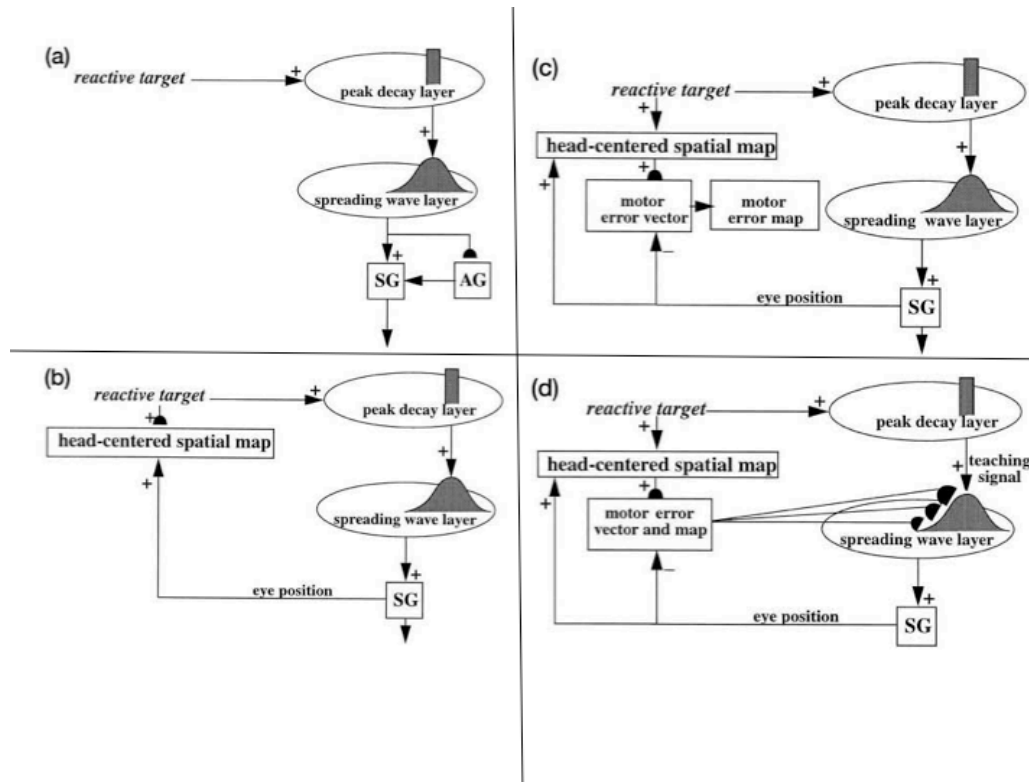 (a)
reactive target
+
peak decay layer
+
spreading wave layer
+
SG
AG
(b)
reactive target
+
peak decay layer
+
head-centered spatial map
+
+
spreading wave layer
+
eye position
SG
(c)
reactive target
+
peak decay layer
+
head-centered spatial map
+
+
+
motor
error vector
motor
error map
spreading wave layer
−
+
eye position
SG
(d)
reactive target
+
peak decay layer
+
head-centered spatial map
+
teaching
signal
+
+
motor error
vector and map
spreading wave layer
−
+
eye position
SG